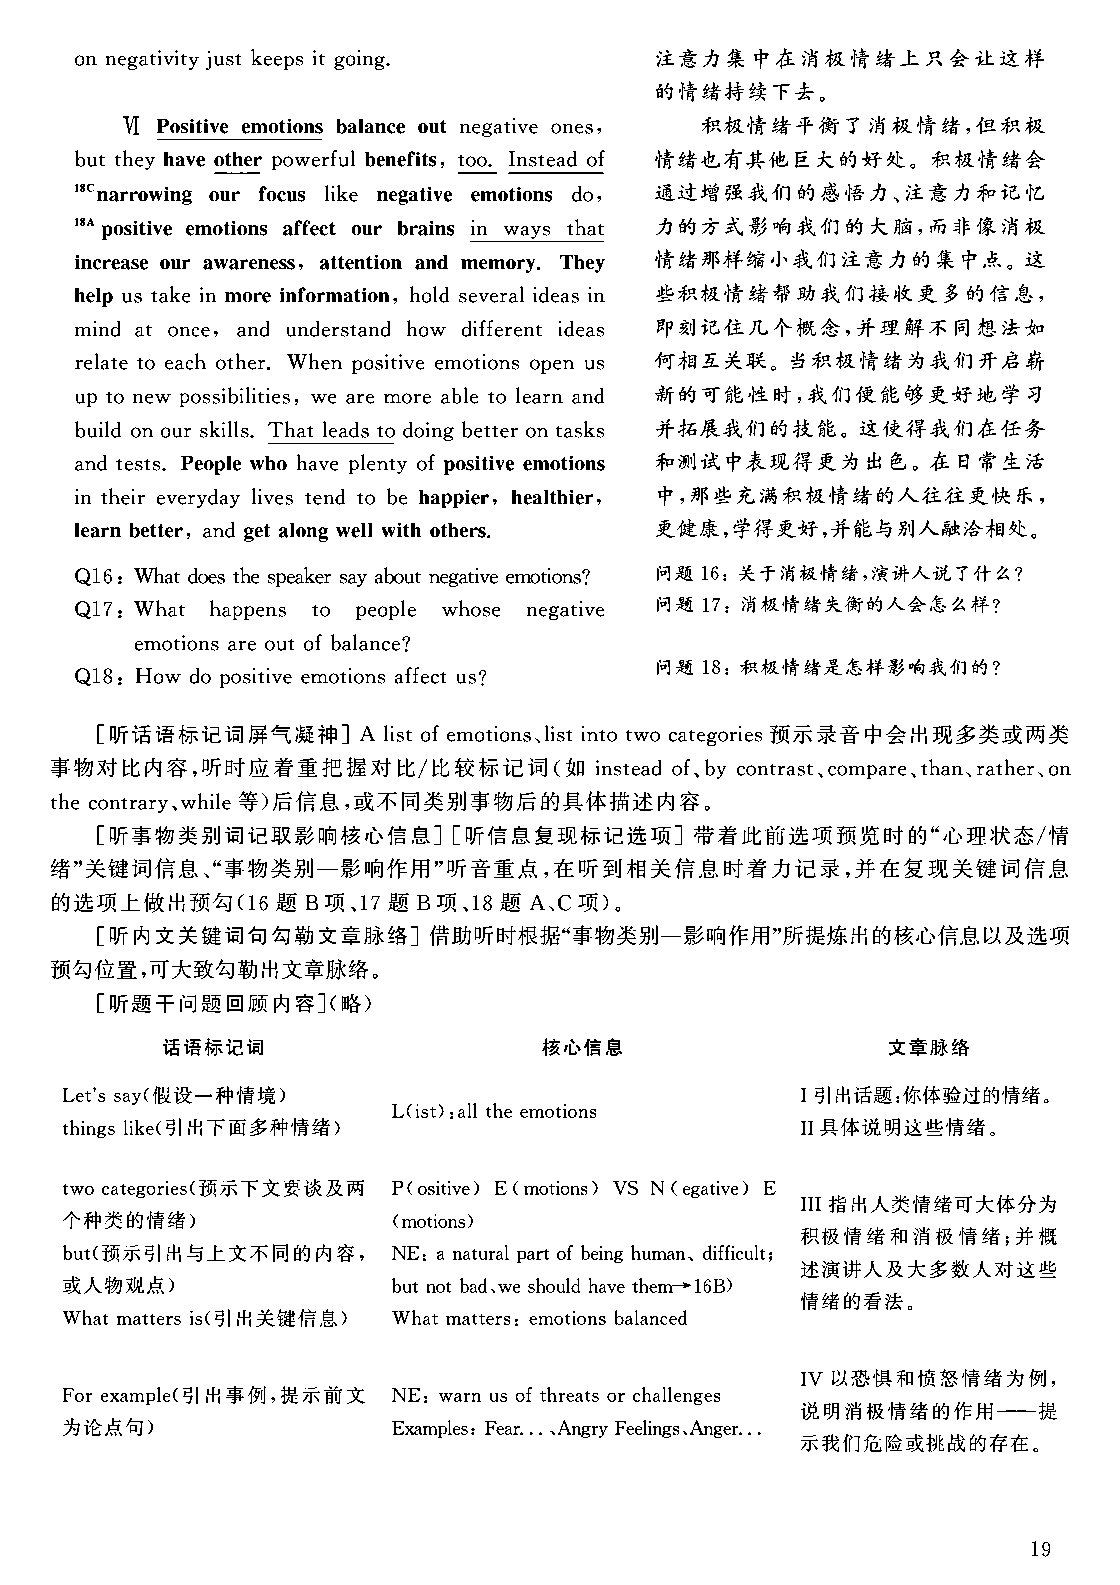 on negativity just keeps it going.
Ⅵ Positive emotions balance out negative ones,
but they have other powerful benefits, too. Instead of
18C narrowing our focus like negative emotions do,
18A positive emotions affect our brains in ways that
increase our awareness, attention and memory. They
help us take in more information, hold several ideas in
mind at once, and understand how different ideas
relate to each other. When positive emotions open us
up to new possibilities, we are more able to learn and
build on our skills. That leads to doing better on tasks
and tests. People who have plenty of positive emotions
in their everyday lives tend to be happier, healthier,
learn better, and get along well with others.
Q16: What does the speaker say about negative emotions?
Q17: What happens to people whose negative
emotions are out of balance?
Q18: How do positive emotions affect us?
注意力集中在消极情绪上只会让这样
的情绪持续下去。
积极情绪平衡了消极情绪,但积极
情绪也有其他巨大的好处。积极情绪会
通过增强我们的感悟力、注意力和记忆
力的方式影响我们的大脑,而非像消极
情绪那样缩小我们注意力的集中点。这
些积极情绪帮助我们接收更多的信息,
即刻记住几个概念,并理解不同想法如
何相互关联。当积极情绪为我们开启崭
新的可能性时,我们便能够更好地学习
并拓展我们的技能。这使得我们在任务
和测试中表现得更为出色。在日常生活
中,那些充满积极情绪的人往往更快乐,
更健康,学得更好,并能与别人融洽相处。
问题 16: 关于消极情绪,演讲人说了什么?
问题 17: 消极情绪失衡的人会怎么样?
问题 18: 积极情绪是怎样影响我们的?
[听话语标记词屏气凝神] A list of emotions、list into two categories 预示录音中会出现多类或两类
事物对比内容,听时应着重把握对比/比较标记词(如 instead of、by contrast、compare、than、rather、on
the contrary、while 等)后信息,或不同类别事物后的具体描述内容。
[听事物类别词记取影响核心信息][听信息复现标记选项] 带着此前选项预览时的“心理状态/情
绪”关键词信息、“事物类别—影响作用”听音重点,在听到相关信息时着力记录,并在复现关键词信息
的选项上做出预勾(16 题 B 项、17 题 B 项、18 题 A、C 项)。
[听内文关键词句勾勒文章脉络] 借助听时根据“事物类别—影响作用”所提炼出的核心信息以及选项
预勾位置,可大致勾勒出文章脉络。
[听题干问题回顾内容](略)
话语标记词 核心信息 文章脉络
Let's say(假设一种情境)
things like(引出下面多种情绪)
L(ist):all the emotions
I 引出话题:你体验过的情绪。
II 具体说明这些情绪。
two categories(预示下文要谈及两
个种类的情绪)
but(预示引出与上文不同的内容,
或人物观点)
What matters is(引出关键信息)
P(ositive) E(motions) VS N(egative) E
(motions)
NE: a natural part of being human、difficult;
but not bad、we should have them→16B)
What matters: emotions balanced
III 指出人类情绪可大体分为
积极情绪和消极情绪;并概
述演讲人及大多数人对这些
情绪的看法。
For example(引出事例,提示前文
为论点句)
NE: warn us of threats or challenges
Examples: Fear...、Angry Feelings、Anger...
IV 以恐惧和愤怒情绪为例,
说明消极情绪的作用——提
示我们危险或挑战的存在。
19